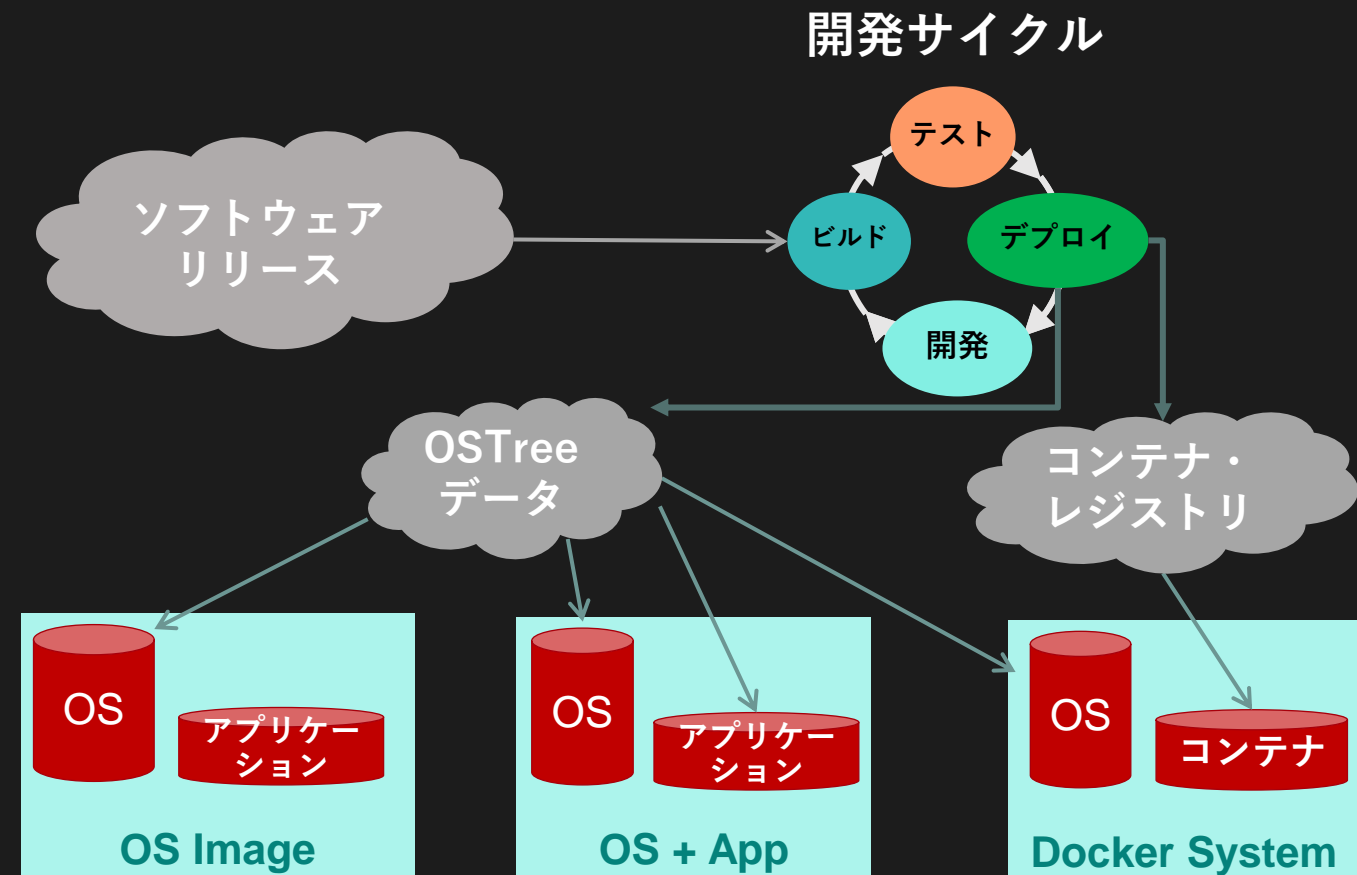 開発サイクル
テスト
ソフトウェア
リリース
ビルド
デプロイ
開発
OSTree
データ
コンテナ・
レジストリ
OS
アプリケー
ション
OS Image
OS
アプリケー
ション
OS + App
OS
コンテナ
Docker System